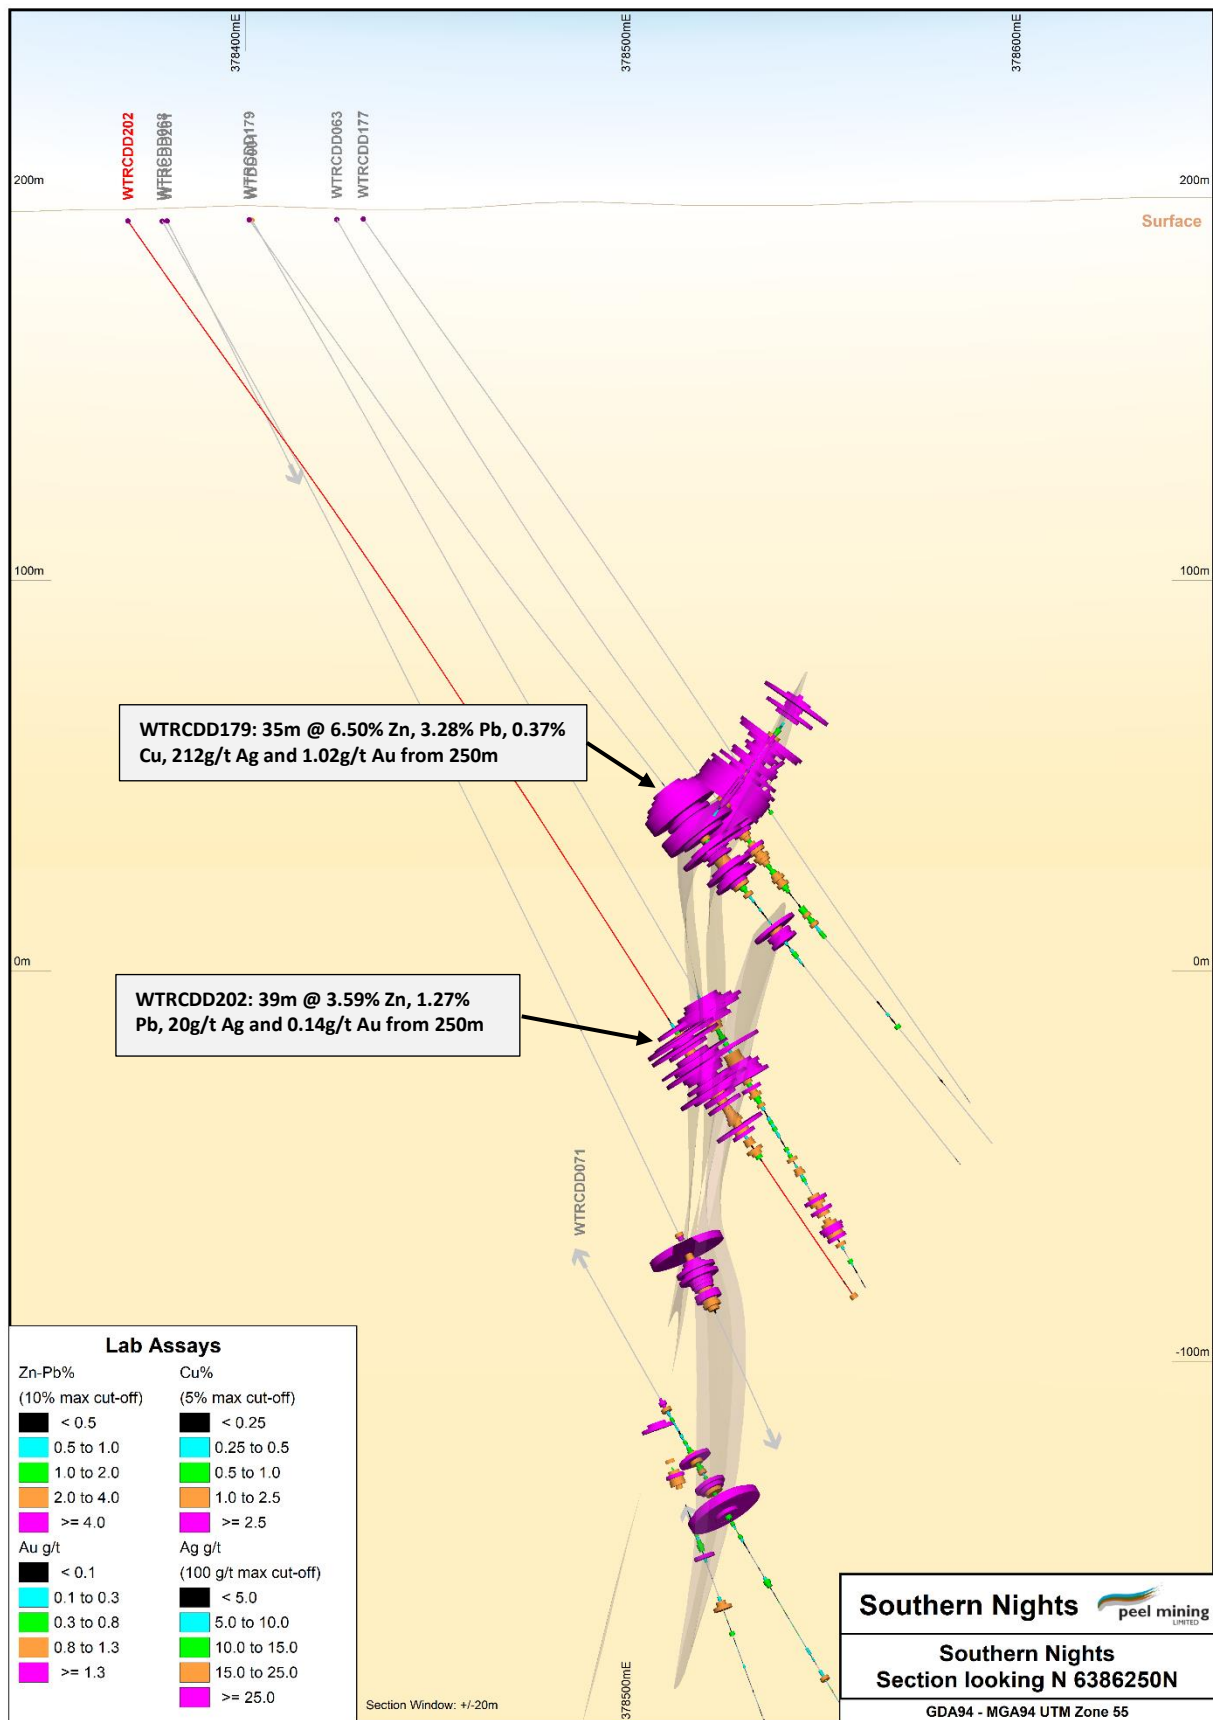 378400mE
378500mE
378600mE
WTRCDD202
WTRCDD068
WTRCDD201
WTRCDD179
WTRCDD063
WTRCDD177
200m
200m
Surface
100m
100m
WTRCDD179: 35m @ 6.50% Zn, 3.28% Pb, 0.37%
Cu, 212g/t Ag and 1.02g/t Au from 250m
0m
0m
WTRCDD202: 39m @ 3.59% Zn, 1.27%
Pb, 20g/t Ag and 0.14g/t Au from 250m
WTRCDD071
-100m
Lab Assays
Zn-Pb%
(10% max cut-off)
< 0.5
0.5 to 1.0
1.0 to 2.0
2.0 to 4.0
>= 4.0
Au g/t
< 0.1
0.1 to 0.3
0.3 to 0.8
0.8 to 1.3
>= 1.3
Cu%
(5% max cut-off)
< 0.25
0.25 to 0.5
0.5 to 1.0
1.0 to 2.5
>= 2.5
Ag g/t
(100 g/t max cut-off)
< 5.0
5.0 to 10.0
10.0 to 15.0
15.0 to 25.0
>= 25.0
Section Window: +/-20m
378500mE
Southern Nights
peel mining
LIMITED
Southern Nights
Section looking N 6386250N
GDA94 - MGA94 UTM Zone 55